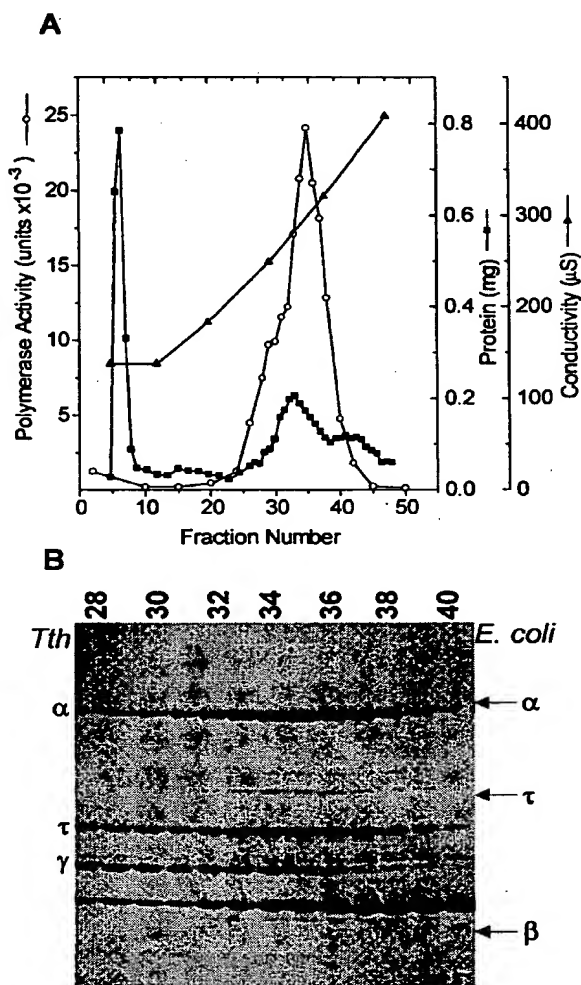 A
Polymerase Activity (units x10⁻³)
25
20
15
10
5
0.8
0.6
0.4
0.2
0.0
Protein (mg)
400
300
200
100
0
Conductivity (µS)
0 10 20 30 40 50
Fraction Number
B
28 30 32 34 36 38 40
Tth E. coli
α α
τ
τ
γ
β